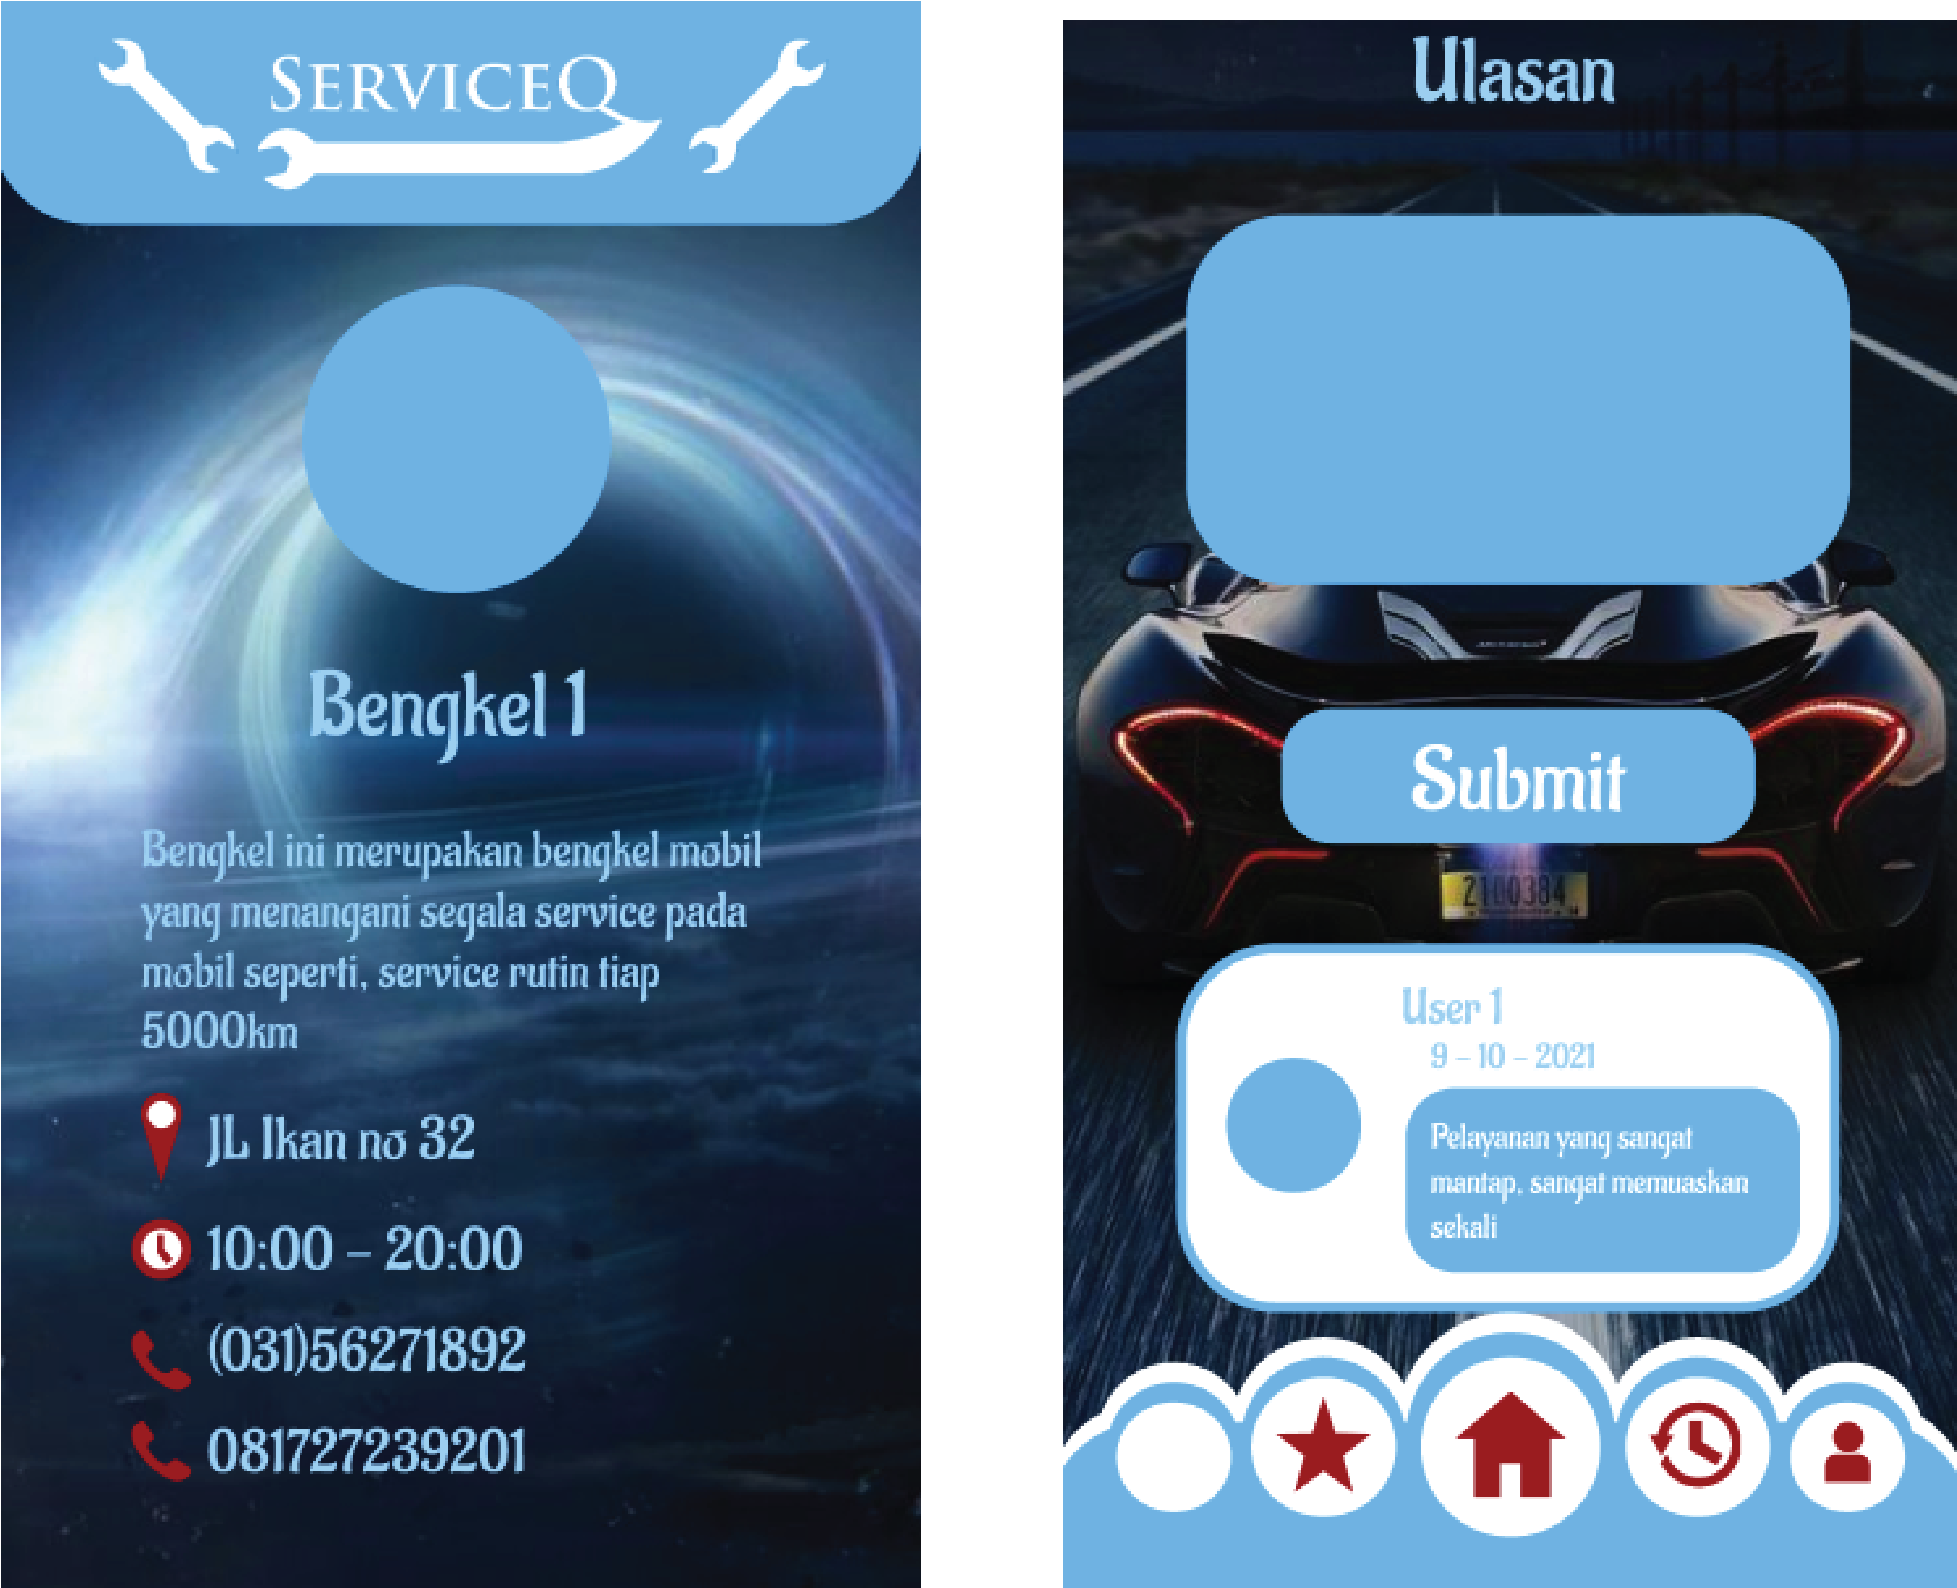 SERVICEQ
Bengkel 1
Bengkel ini merupakan bengkel mobil
yang menangani segala service pada
mobil seperti, service rutin tiap
5000km
JL Ikan no 32
10:00 – 20:00
(031)56271892
081727239201
Ulasan
Submit
2100384
User 1
9 – 10 – 2021
Pelayanan yang sangat
mantap, sangat memuaskan
sekali